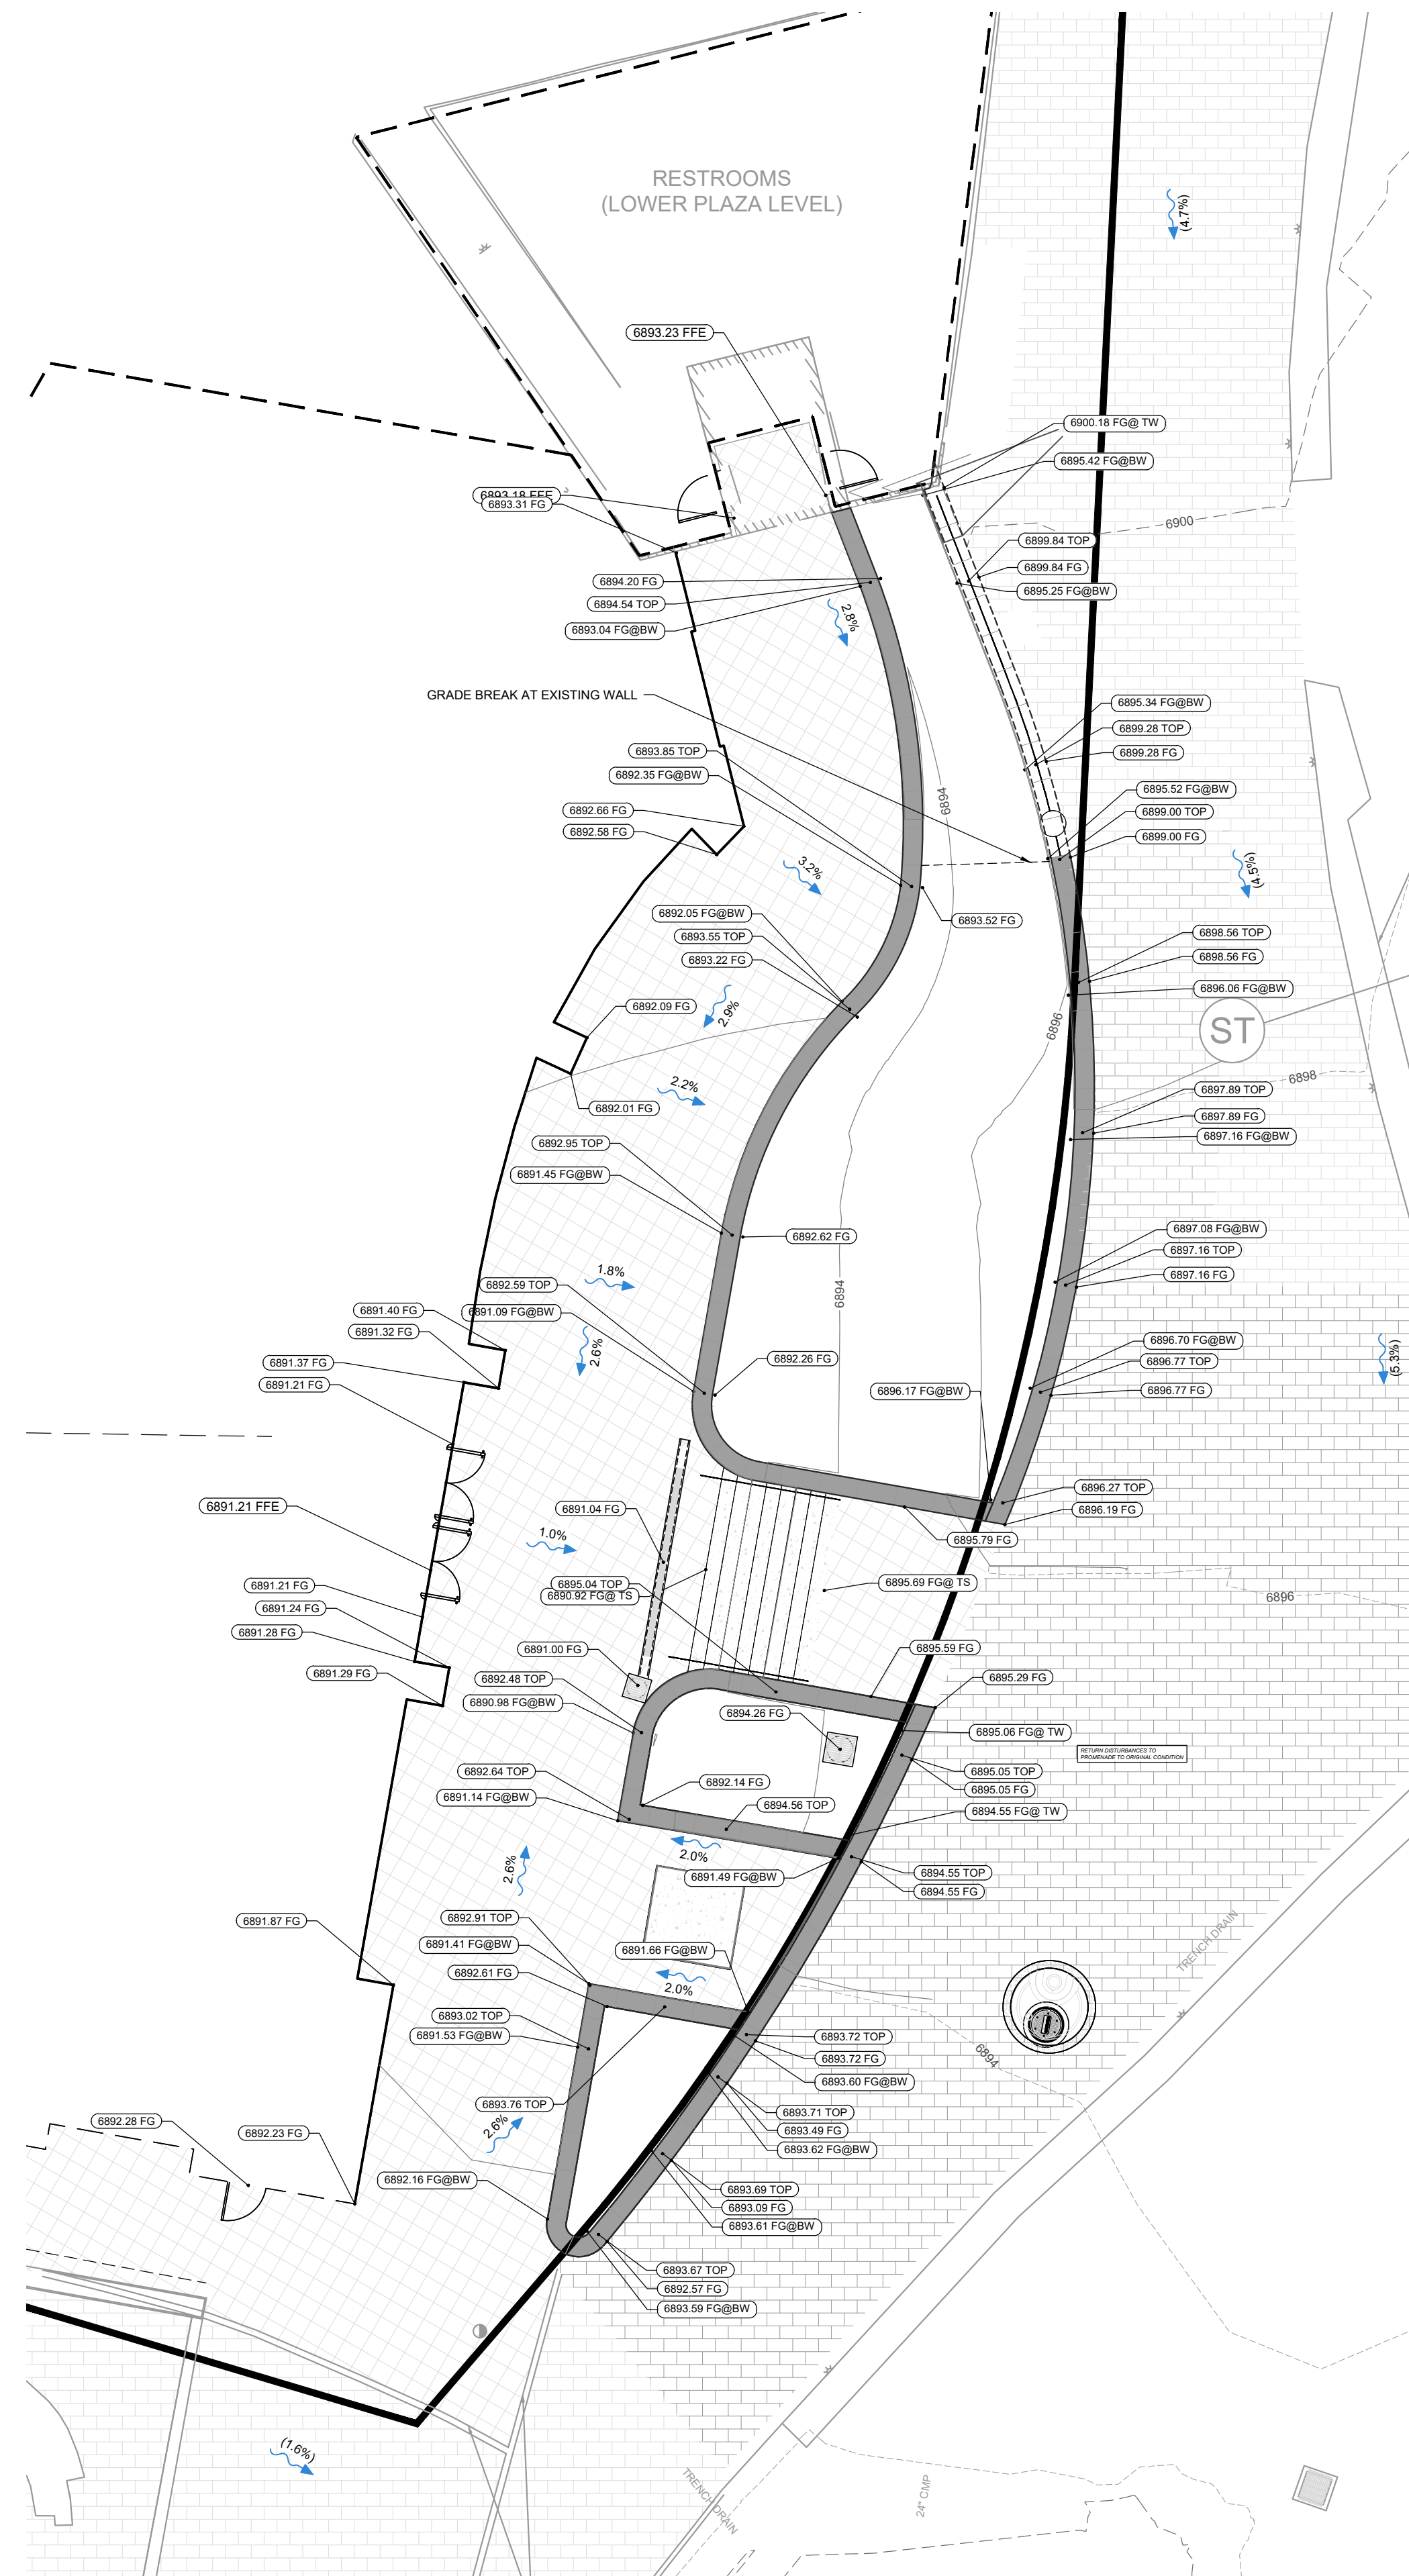 RESTROOMS
(LOWER PLAZA LEVEL)
(4.7%)
6893.23 FFE
6900.18 FG@ TW
6895.42 FG@BW
6893.18 FFE
6893.31 FG
6900
6899.84 TOP
6899.84 FG
6895.25 FG@BW
6894.20 FG
6894.54 TOP
6893.04 FG@BW
2.8%
GRADE BREAK AT EXISTING WALL
6895.34 FG@BW
6899.28 TOP
6899.28 FG
6893.85 TOP
6892.35 FG@BW
6894
6895.52 FG@BW
6899.00 TOP
6899.00 FG
6892.66 FG
6892.58 FG
3.2%
(4.5%)
6892.05 FG@BW
6893.55 TOP
6893.22 FG
6893.52 FG
6898.56 TOP
6898.56 FG
6896.06 FG@BW
6892.09 FG
2.9%
6896
ST
2.2%
6898
6892.01 FG
6897.89 TOP
6897.89 FG
6897.16 FG@BW
6892.95 TOP
6891.45 FG@BW
6892.62 FG
6897.08 FG@BW
6897.16 TOP
6897.16 FG
1.8%
6892.59 TOP
6891.09 FG@BW
6894
6891.40 FG
6891.32 FG
2.6%
6896.70 FG@BW
6896.77 TOP
6896.77 FG
(5.3%)
6891.37 FG
6891.21 FG
6892.26 FG
6896.17 FG@BW
6891.21 FFE
6891.04 FG
6896.27 TOP
6896.19 FG
1.0%
6895.79 FG
6895.04 TOP
6890.92 FG@ TS
6895.69 FG@ TS
6896
6891.21 FG
6891.24 FG
6891.28 FG
6891.00 FG
6895.59 FG
6891.29 FG
6892.48 TOP
6890.98 FG@BW
6895.29 FG
6894.26 FG
6895.06 FG@ TW
RETURN DISTURBANCES TO
PROMENADE TO ORIGINAL CONDITION
6892.64 TOP
6891.14 FG@BW
6892.14 FG
6895.05 TOP
6895.05 FG
6894.56 TOP
6894.55 FG@ TW
2.0%
2.6%
6891.49 FG@BW
6894.55 TOP
6894.55 FG
6891.87 FG
6892.91 TOP
6891.41 FG@BW
6891.66 FG@BW
TRENCH DRAIN
6892.61 FG
2.0%
6893.02 TOP
6891.53 FG@BW
6893.72 TOP
6893.72 FG
6893.60 FG@BW
6894
6893.76 TOP
6893.71 TOP
6893.49 FG
6893.62 FG@BW
6892.28 FG
6892.23 FG
2.6%
6892.16 FG@BW
6893.69 TOP
6893.09 FG
6893.61 FG@BW
6893.67 TOP
6892.57 FG
6893.59 FG@BW
(1.6%)
TRENCH DRAIN
24" CMP